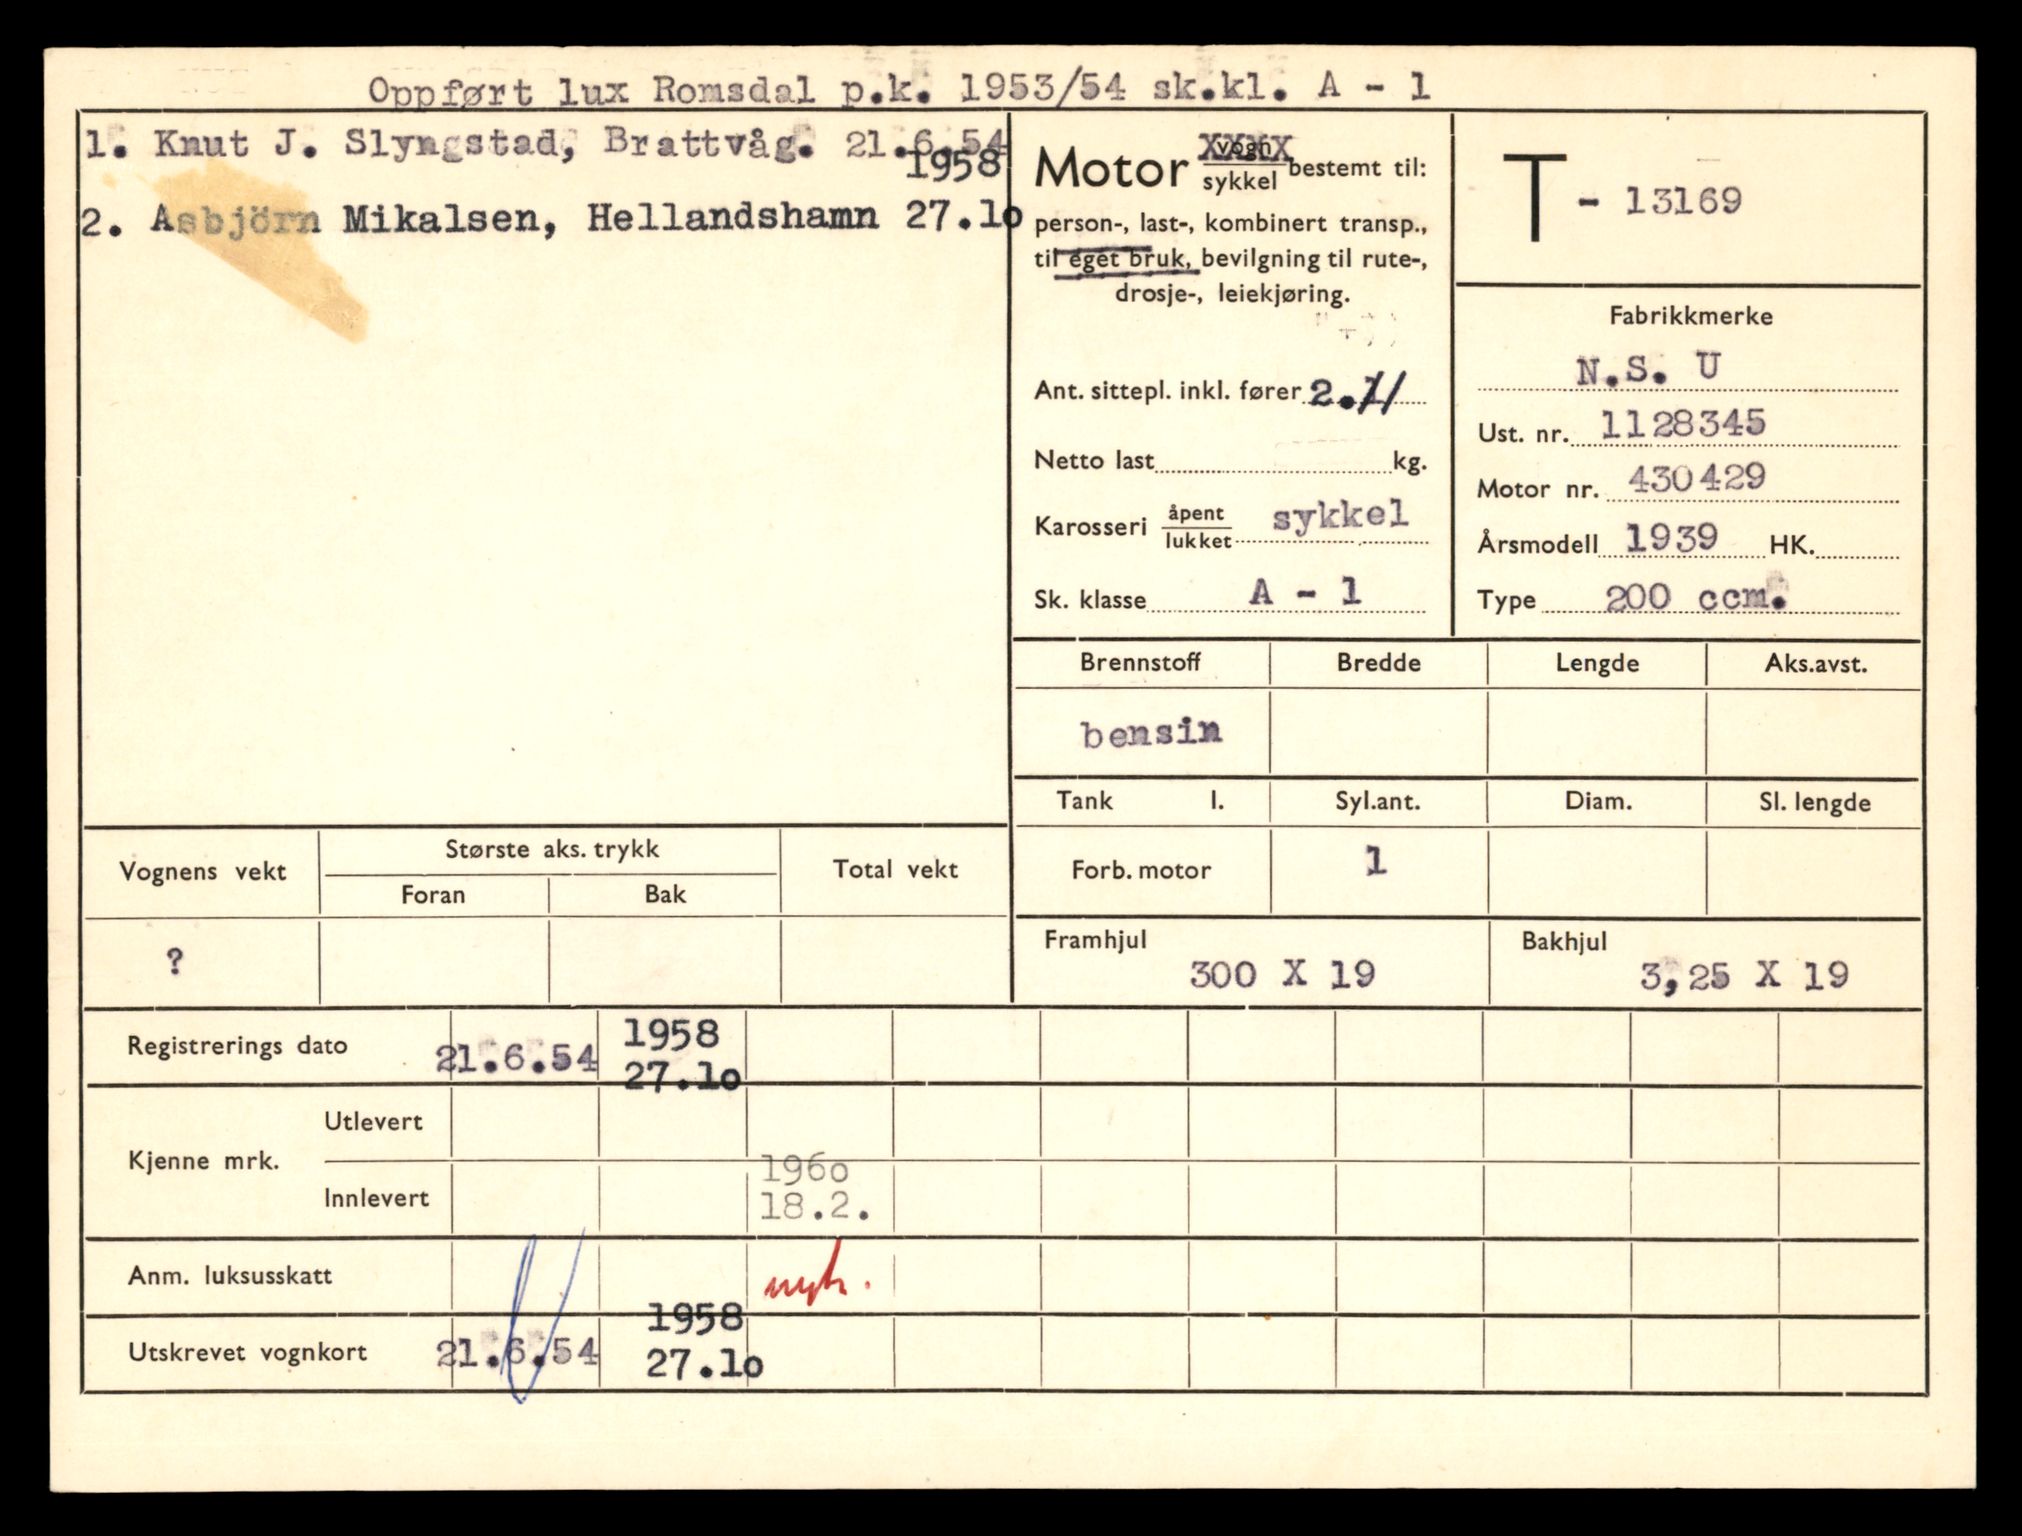 Oppført lux Romsdal p.k. 1953/54 sk.kl. A - 1
1. Knut J. Slyngstad, Brattvåg. 21.6.54
1958
2. Asbjörn Mikalsen, Hellandshamn 27.1o
Motor vogn XXXX
sykkel bestemt til:
person-, last-, kombinert transp.,
til eget bruk, bevilgning til rute-,
drosje-, leiekjøring.
Ant. sittepl. inkl. fører 2.
Netto last kg.
Karosseri åpent
lukket sykkel
Sk. klasse A - 1
T - 13169
Fabrikkmerke
N.S. U
Ust. nr. 1128345
Motor nr. 430429
Årsmodell 1939 HK.
Type 200 ccm.
Brennstoff Bredde Lengde Aks.avst.
bensin
Tank l. Syl.ant. Diam. Sl. lengde
Forb. motor 1
Framhjul Bakhjul
300 X 19 3,25 X 19
Vognens vekt Største aks. trykk Total vekt
Foran Bak
?
Registrerings dato 21.6.54 1958
27.1o
Kjenne mrk. Utlevert
Innlevert 196o
18.2.
Anm. luksusskatt
Utskrevet vognkort 21.6.54 1958
27.1o